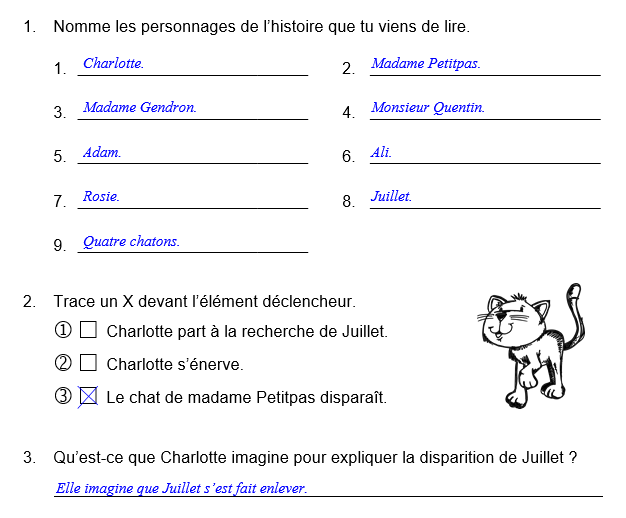 1. Nomme les personnages de l'histoire que tu viens de lire.
1. Charlotte. 2. Madame Petitpas.
3. Madame Gendron. 4. Monsieur Quentin.
5. Adam. 6. Ali.
7. Rosie. 8. Juillet.
9. Quatre chatons.
2. Trace un X devant l'élément déclencheur.
① ☐ Charlotte part à la recherche de Juillet.
② ☐ Charlotte s'énerve.
③ ☒ Le chat de madame Petitpas disparaît.
3. Qu'est-ce que Charlotte imagine pour expliquer la disparition de Juillet ?
Elle imagine que Juillet s'est fait enlever.